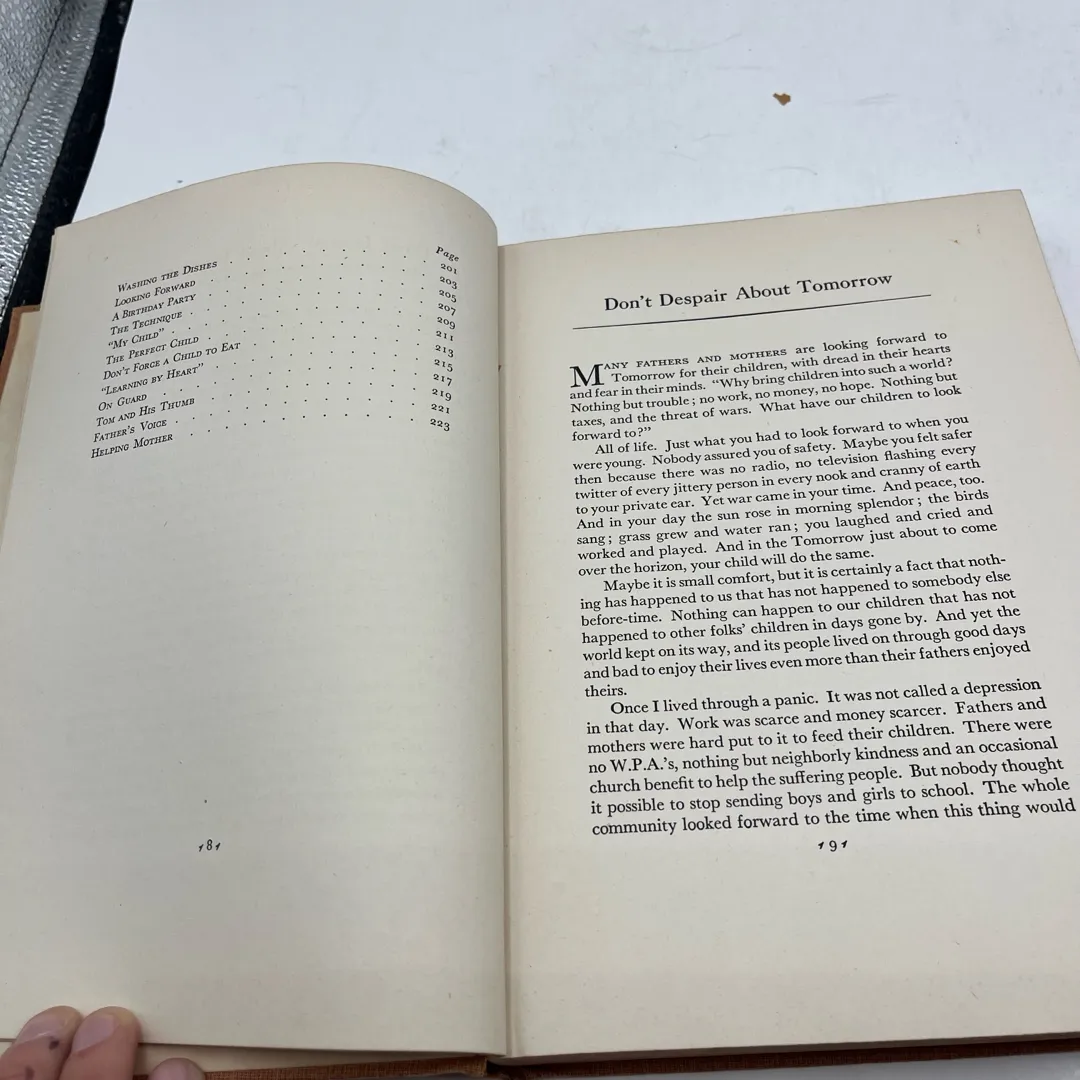 Page
WASHING THE DISHES . . . . . . . 201
LOOKING FORWARD . . . . . . . 203
A BIRTHDAY PARTY . . . . . . . 205
THE TECHNIQUE . . . . . . . 207
"MY CHILD" . . . . . . . 209
THE PERFECT CHILD . . . . . . . 211
DON'T FORCE A CHILD TO EAT . . . . . . . 213
"LEARNING BY HEART" . . . . . . . 215
ON GUARD . . . . . . . 217
TOM AND HIS THUMB . . . . . . . 219
FATHER'S VOICE . . . . . . . 221
HELPING MOTHER . . . . . . . 223
8
Don't Despair About Tomorrow
MANY FATHERS AND MOTHERS are looking forward to
Tomorrow for their children, with dread in their hearts
and fear in their minds. "Why bring children into such a world?
Nothing but trouble; no work, no money, no hope. Nothing but
taxes, and the threat of wars. What have our children to look
forward to?"
All of life. Just what you had to look forward to when you
were young. Nobody assured you of safety. Maybe you felt safer
then because there was no radio, no television flashing every
twitter of every jittery person in every nook and cranny of earth
to your private ear. Yet war came in your time. And peace, too.
And in your day the sun rose in morning splendor; the birds
sang; grass grew and water ran; you laughed and cried and
worked and played. And in the Tomorrow just about to come
over the horizon, your child will do the same.
Maybe it is small comfort, but it is certainly a fact that noth-
ing has happened to us that has not happened to somebody else
before-time. Nothing can happen to our children that has not
happened to other folks' children in days gone by. And yet the
world kept on its way, and its people lived on through good days
and bad to enjoy their lives even more than their fathers enjoyed
theirs.
Once I lived through a panic. It was not called a depression
in that day. Work was scarce and money scarcer. Fathers and
mothers were hard put to it to feed their children. There were
no W.P.A.'s, nothing but neighborly kindness and an occasional
church benefit to help the suffering people. But nobody thought
it possible to stop sending boys and girls to school. The whole
community looked forward to the time when this thing would
9